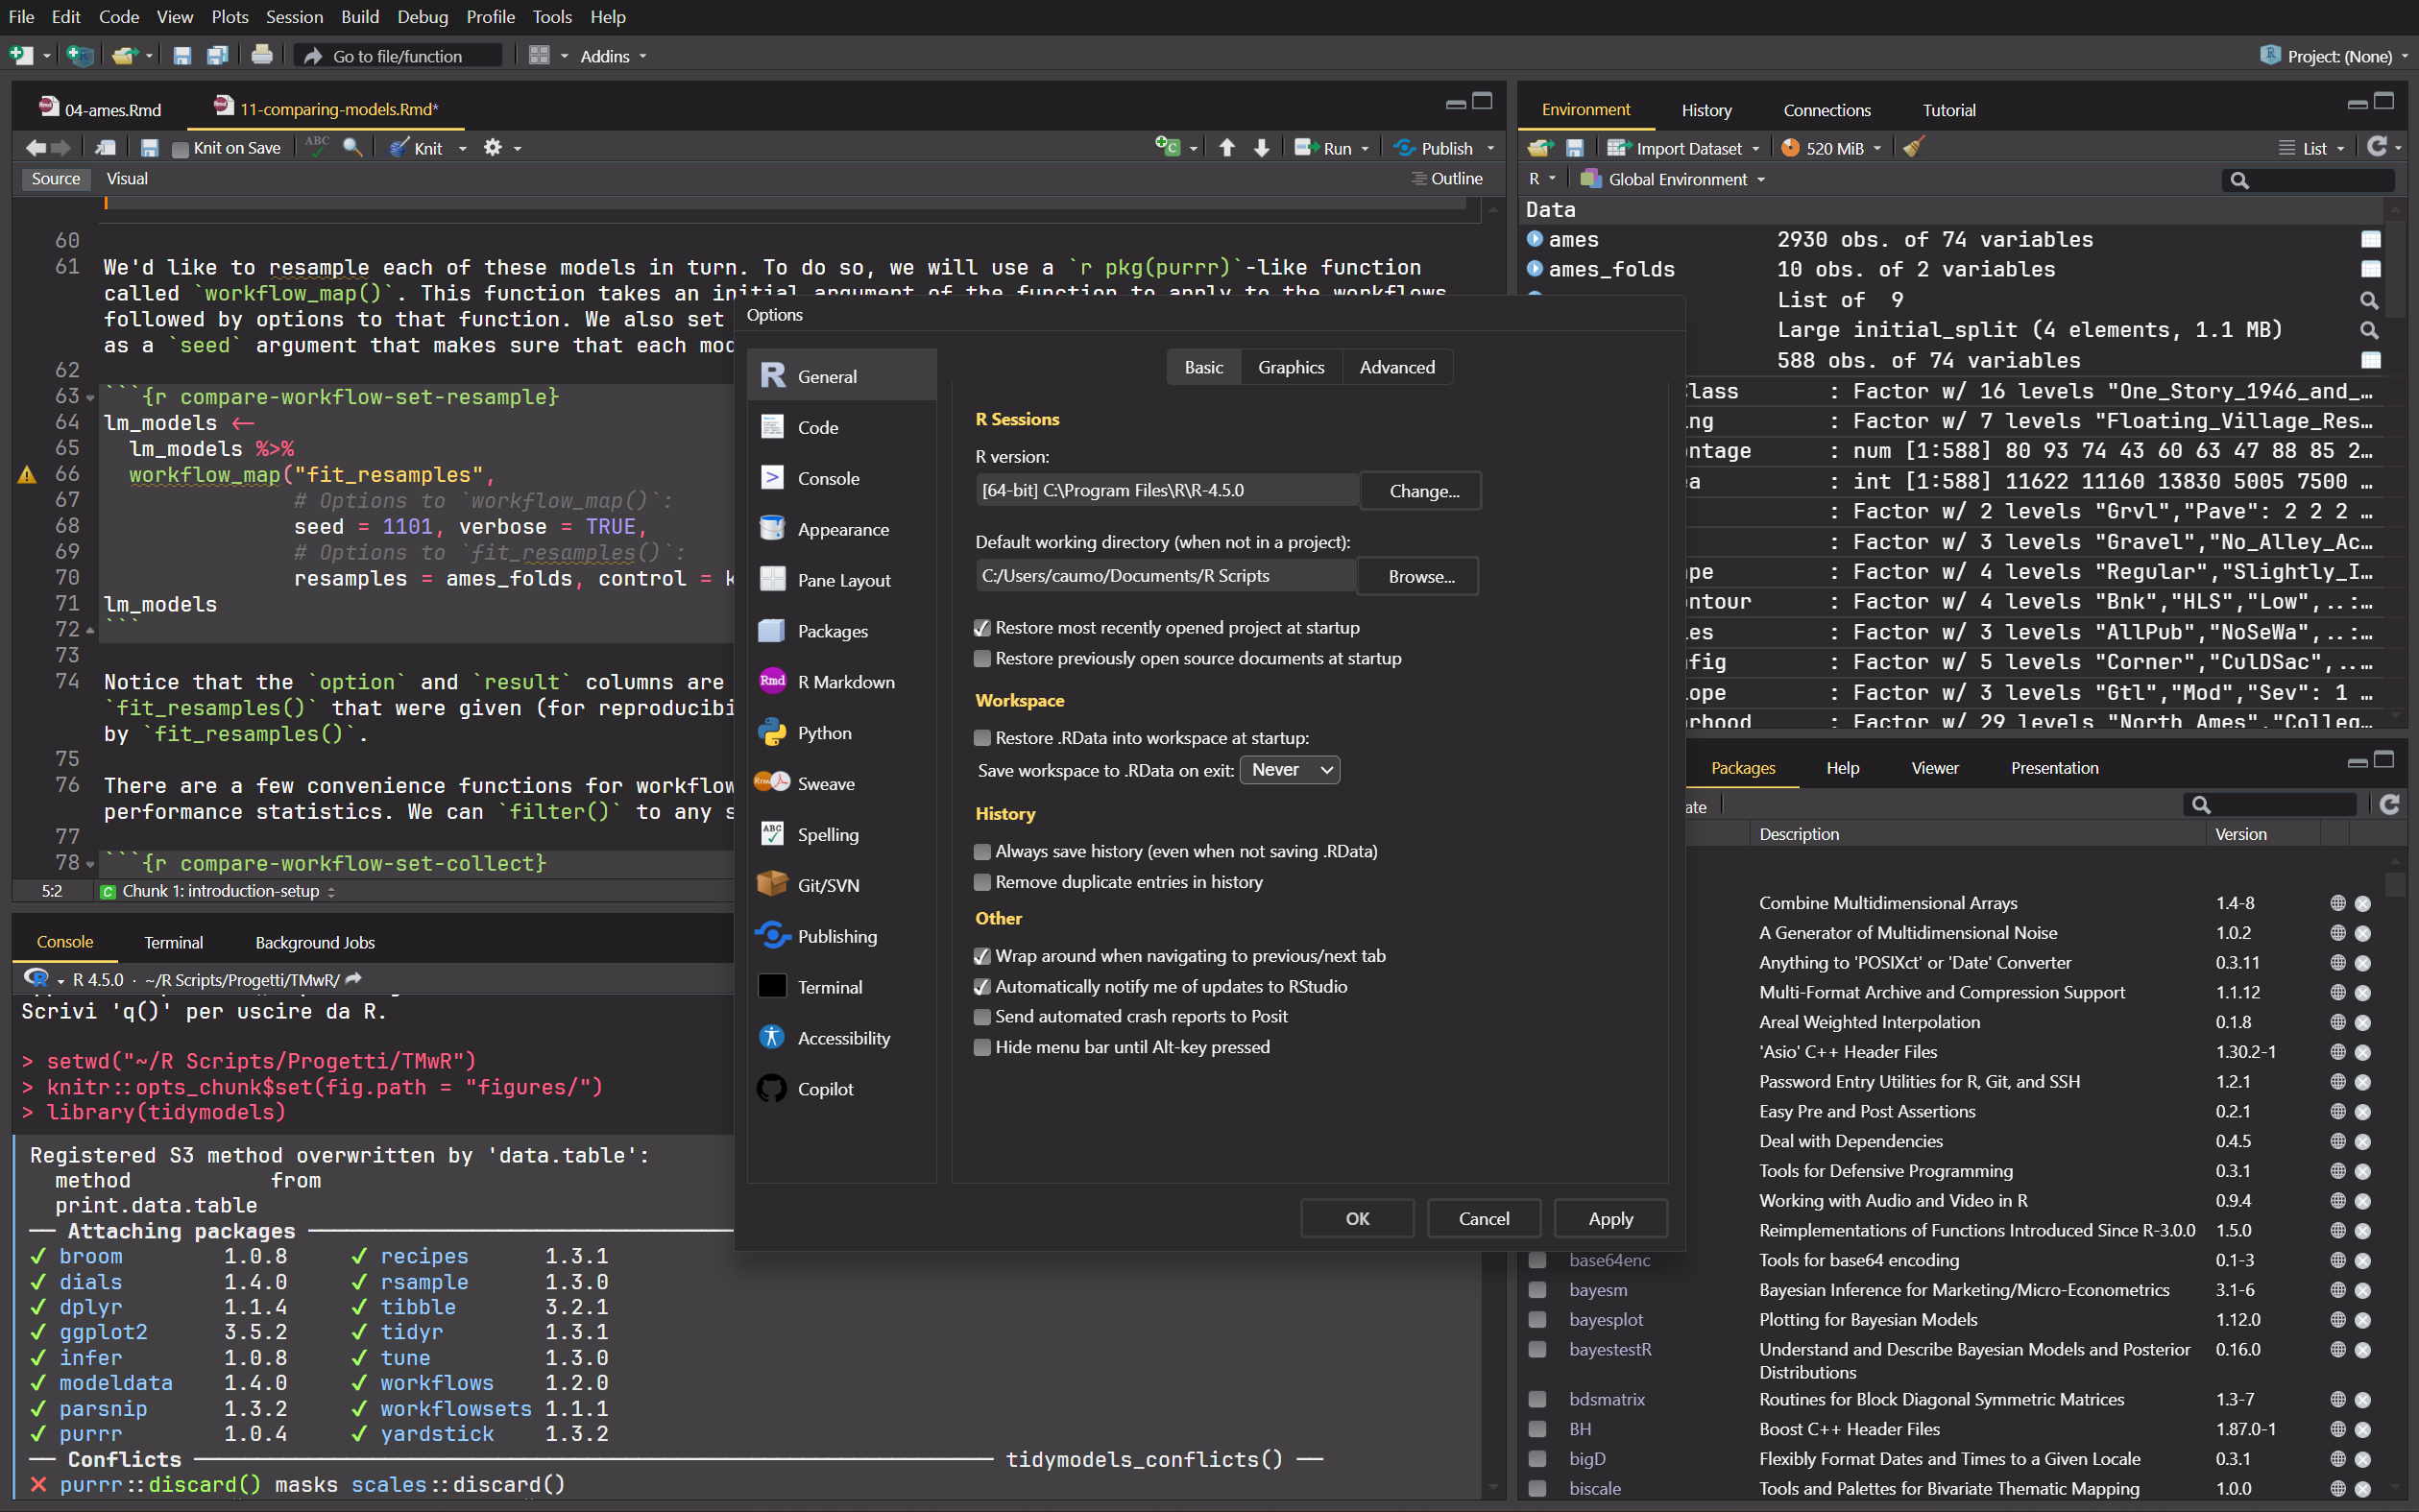 File Edit Code View Plots Session Build Debug Profile Tools Help
Go to file/function Addins Project: (None)
04-ames.Rmd 11-comparing-models.Rmd*
Knit on Save ABC Knit Run Publish
Source Visual Outline
60
61 We'd like to resample each of these models in turn. To do so, we will use a `r pkg(purrr)`-like function
called `workflow_map()`. This function takes an initial argument of the function to apply to the workflows
followed by options to that function. We also set
as a `seed` argument that makes sure that each mod
62
63 ```{r compare-workflow-set-resample}
64 lm_models <-
65 lm_models %>%
66 workflow_map("fit_resamples",
67 # Options to `workflow_map()`:
68 seed = 1101, verbose = TRUE,
69 # Options to `fit_resamples()`:
70 resamples = ames_folds, control = k
71 lm_models
72 ```
73
74 Notice that the `option` and `result` columns are
`fit_resamples()` that were given (for reproducibi
by `fit_resamples()`.
75
76 There are a few convenience functions for workflow
performance statistics. We can `filter()` to any s
77
78 ```{r compare-workflow-set-collect}
5:2 Chunk 1: introduction-setup
Console Terminal Background Jobs
R 4.5.0 · ~/R Scripts/Progetti/TMwR/
Scrivi 'q()' per uscire da R.
> setwd("~/R Scripts/Progetti/TMwR")
> knitr::opts_chunk$set(fig.path = "figures/")
> library(tidymodels)
Registered S3 method overwritten by 'data.table':
method from
print.data.table
── Attaching packages ──
✓ broom 1.0.8 ✓ recipes 1.3.1
✓ dials 1.4.0 ✓ rsample 1.3.0
✓ dplyr 1.1.4 ✓ tibble 3.2.1
✓ ggplot2 3.5.2 ✓ tidyr 1.3.1
✓ infer 1.0.8 ✓ tune 1.3.0
✓ modeldata 1.4.0 ✓ workflows 1.2.0
✓ parsnip 1.3.2 ✓ workflowsets 1.1.1
✓ purrr 1.0.4 ✓ yardstick 1.3.2
── Conflicts ── tidymodels_conflicts() ──
✗ purrr::discard() masks scales::discard()
Options
General
Code
Console
Appearance
Pane Layout
Packages
Rmd R Markdown
Python
Sweave
ABC Spelling
Git/SVN
Publishing
Terminal
Accessibility
Copilot
Basic Graphics Advanced
R Sessions
R version:
[64-bit] C:\Program Files\R\R-4.5.0 Change...
Default working directory (when not in a project):
C:/Users/caumo/Documents/R Scripts Browse...
Restore most recently opened project at startup
Restore previously open source documents at startup
Workspace
Restore .RData into workspace at startup:
Save workspace to .RData on exit: Never
History
Always save history (even when not saving .RData)
Remove duplicate entries in history
Other
Wrap around when navigating to previous/next tab
Automatically notify me of updates to RStudio
Send automated crash reports to Posit
Hide menu bar until Alt-key pressed
OK Cancel Apply
Environment History Connections Tutorial
Import Dataset 520 MiB List
R Global Environment
Data
ames 2930 obs. of 74 variables
ames_folds 10 obs. of 2 variables
List of 9
Large initial_split (4 elements, 1.1 MB)
588 obs. of 74 variables
lass : Factor w/ 16 levels "One_Story_1946_and_…
ng : Factor w/ 7 levels "Floating_Village_Res…
ntage : num [1:588] 80 93 74 43 60 63 47 88 85 2…
a : int [1:588] 11622 11160 13830 5005 7500 …
: Factor w/ 2 levels "Grvl","Pave": 2 2 2 …
: Factor w/ 3 levels "Gravel","No_Alley_Ac…
pe : Factor w/ 4 levels "Regular","Slightly_I…
ntour : Factor w/ 4 levels "Bnk","HLS","Low",..:…
es : Factor w/ 3 levels "AllPub","NoSeWa",..:…
fig : Factor w/ 5 levels "Corner","CulDSac",..…
ope : Factor w/ 3 levels "Gtl","Mod","Sev": 1 …
rhood : Factor w/ 29 levels "North_Ames","Colleg…
Packages Help Viewer Presentation
ate
Description Version
Combine Multidimensional Arrays 1.4-8
A Generator of Multidimensional Noise 1.0.2
Anything to 'POSIXct' or 'Date' Converter 0.3.11
Multi-Format Archive and Compression Support 1.1.12
Areal Weighted Interpolation 0.1.8
'Asio' C++ Header Files 1.30.2-1
Password Entry Utilities for R, Git, and SSH 1.2.1
Easy Pre and Post Assertions 0.2.1
Deal with Dependencies 0.4.5
Tools for Defensive Programming 0.3.1
Working with Audio and Video in R 0.9.4
Reimplementations of Functions Introduced Since R-3.0.0 1.5.0
base64enc Tools for base64 encoding 0.1-3
bayesm Bayesian Inference for Marketing/Micro-Econometrics 3.1-6
bayesplot Plotting for Bayesian Models 1.12.0
bayestestR Understand and Describe Bayesian Models and Posterior 0.16.0
Distributions
bdsmatrix Routines for Block Diagonal Symmetric Matrices 1.3-7
BH Boost C++ Header Files 1.87.0-1
bigD Flexibly Format Dates and Times to a Given Locale 0.3.1
biscale Tools and Palettes for Bivariate Thematic Mapping 1.0.0